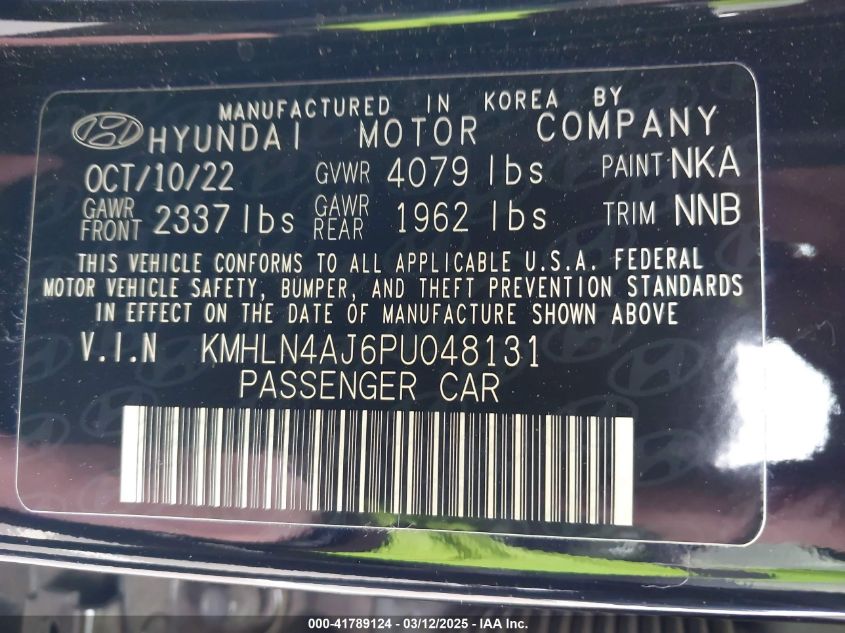 MANUFACTURED IN KOREA BY
HYUNDAI MOTOR COMPANY
OCT/10/22 GVWR 4079 lbs PAINT NKA
GAWR FRONT 2337 lbs GAWR REAR 1962 lbs TRIM NNB
THIS VEHICLE CONFORMS TO ALL APPLICABLE U.S.A. FEDERAL
MOTOR VEHICLE SAFETY, BUMPER, AND THEFT PREVENTION STANDARDS
IN EFFECT ON THE DATE OF MANUFACTURE SHOWN ABOVE
V.I.N KMHLN4AJ6PU048131
PASSENGER CAR
000-41789124 - 03/12/2025 - IAA Inc.